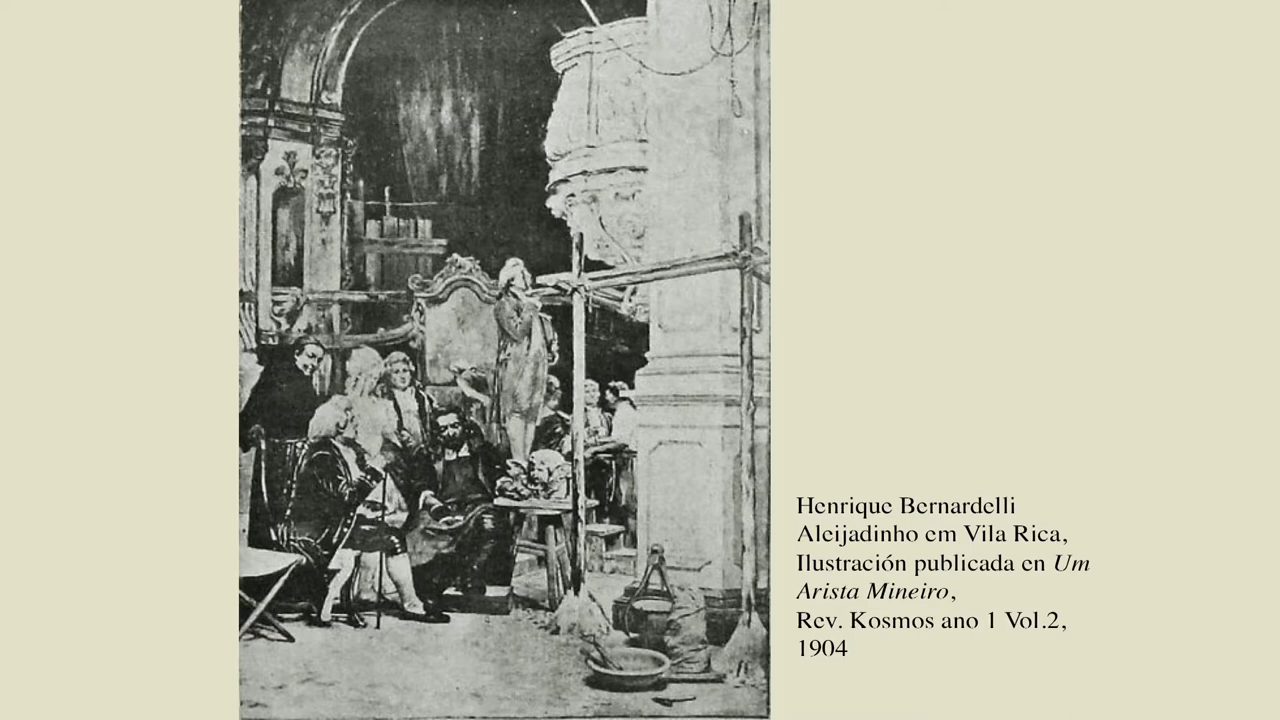 Henrique Bernardelli
Aleijadinho em Vila Rica,
Ilustración publicada en Um
Arista Mineiro,
Rev. Kosmos ano 1 Vol.2,
1904